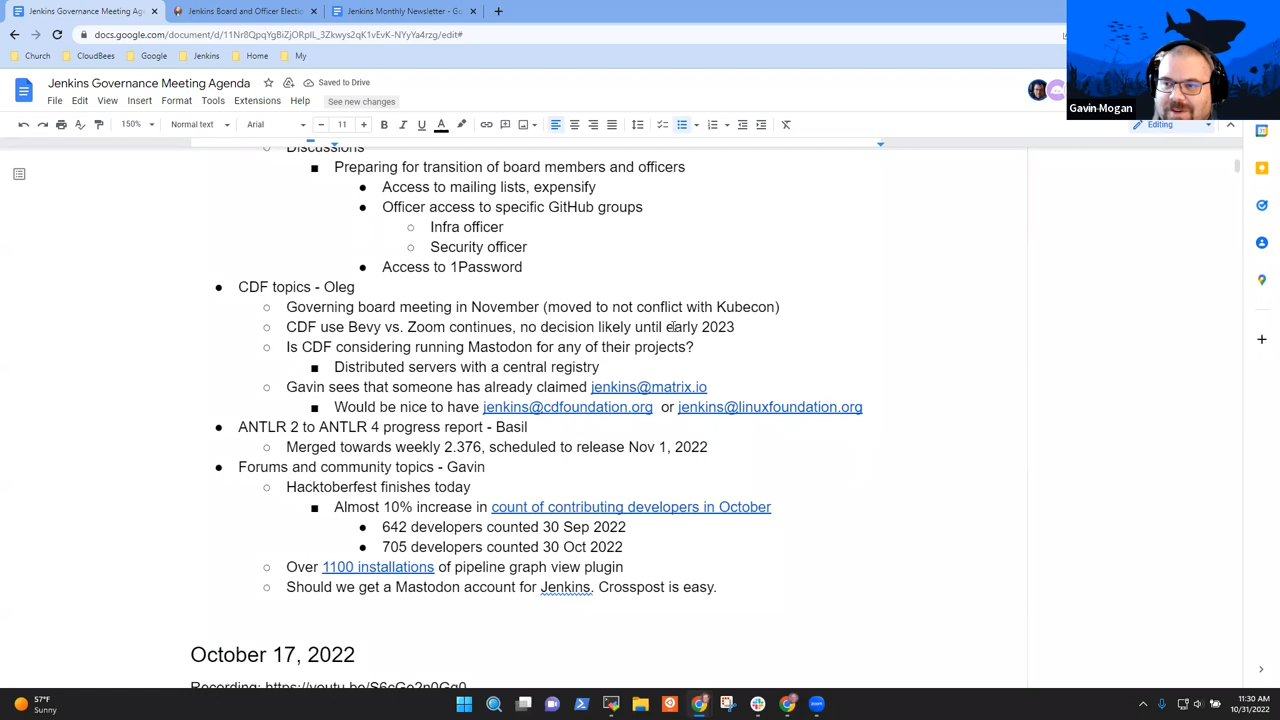 Jenkins Governance Meeting Age
Jenkins Board and Officer Electio
Jenkins Monthly Newsletter - Go
docs.google.com/document/d/11Nr8QpqYgBiZjORpIL_3Zkwys2qK1vEvK-NYyYa4rzg/edit#
Church
CloudBees
Google
Jenkins
Home
My
Gavin Mogan
Jenkins Governance Meeting Agenda
Saved to Drive
File Edit View Insert Format Tools Extensions Help
See new changes
150%
Normal text
Arial
11
Editing
Discussions
Preparing for transition of board members and officers
Access to mailing lists, expensify
Officer access to specific GitHub groups
Infra officer
Security officer
Access to 1Password
CDF topics - Oleg
Governing board meeting in November (moved to not conflict with Kubecon)
CDF use Bevy vs. Zoom continues, no decision likely until early 2023
Is CDF considering running Mastodon for any of their projects?
Distributed servers with a central registry
Gavin sees that someone has already claimed jenkins@matrix.io
Would be nice to have jenkins@cdfoundation.org or jenkins@linuxfoundation.org
ANTLR 2 to ANTLR 4 progress report - Basil
Merged towards weekly 2.376, scheduled to release Nov 1, 2022
Forums and community topics - Gavin
Hacktoberfest finishes today
Almost 10% increase in count of contributing developers in October
642 developers counted 30 Sep 2022
705 developers counted 30 Oct 2022
Over 1100 installations of pipeline graph view plugin
Should we get a Mastodon account for Jenkins. Crosspost is easy.
October 17, 2022
Recording: https://youtu.be/S6cGe2n0Gg0
57°F
Sunny
11:30 AM
10/31/2022